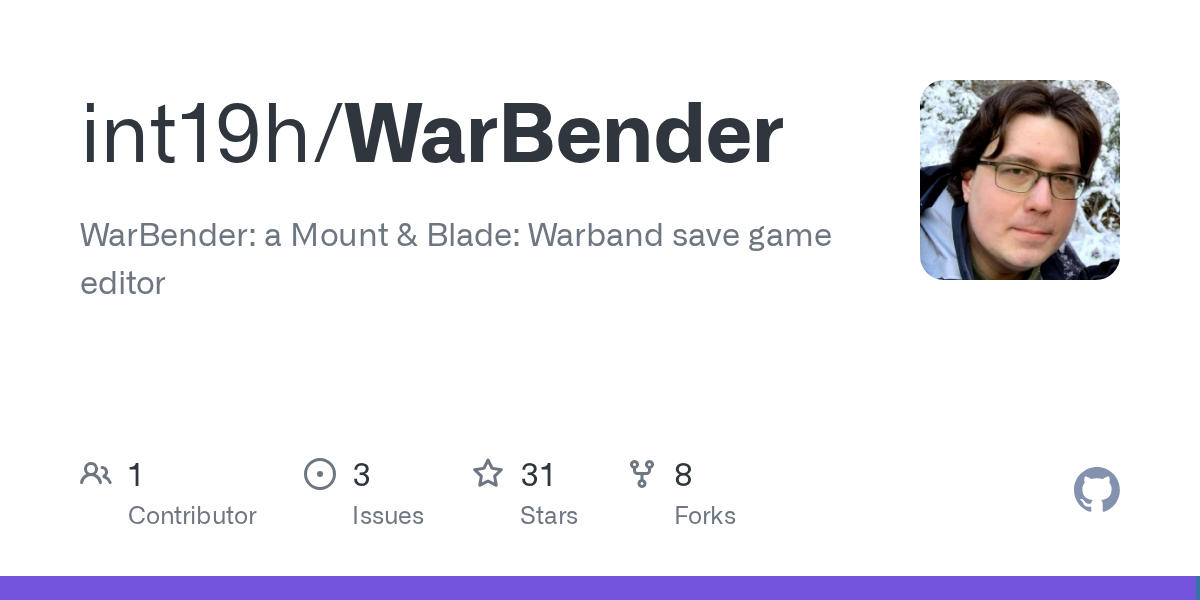 int19h/WarBender
WarBender: a Mount & Blade: Warband save game
editor
1
Contributor
3
Issues
31
Stars
8
Forks